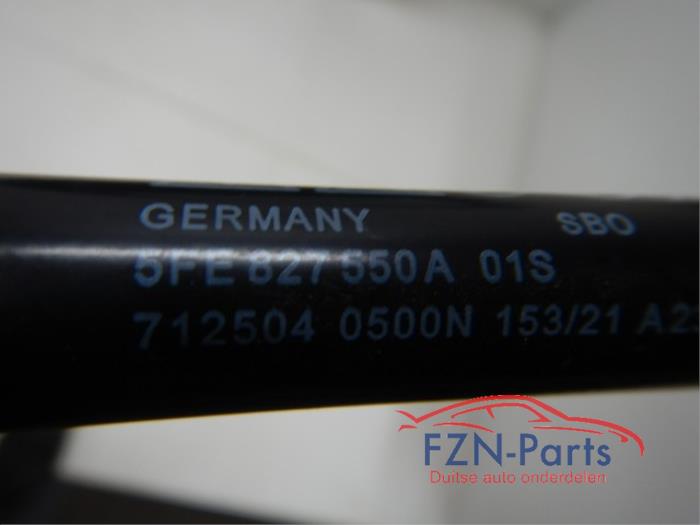 GERMANY SBO
5FE 827 550A 01S
712504 0500N 153/21
FZN-Parts
Duitse auto onderdelen